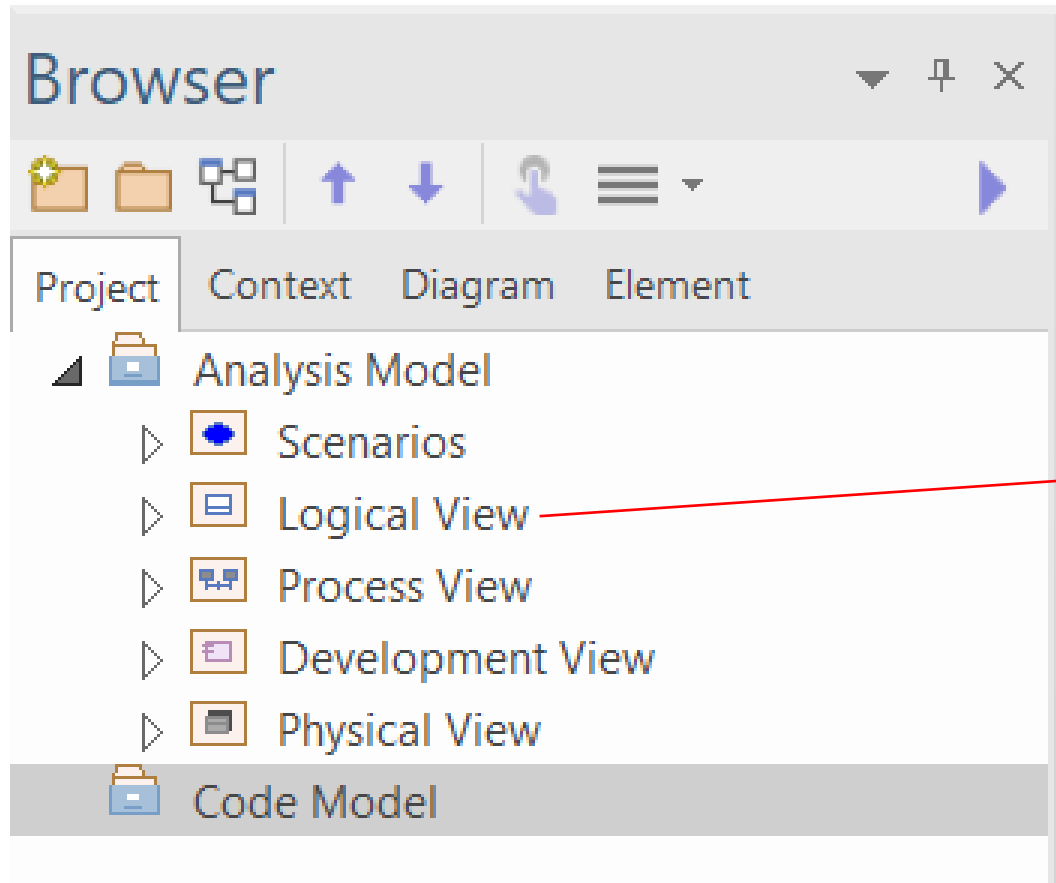 Browser
Project Context Diagram Element
Analysis Model
Scenarios
Logical View
Process View
Development View
Physical View
Code Model